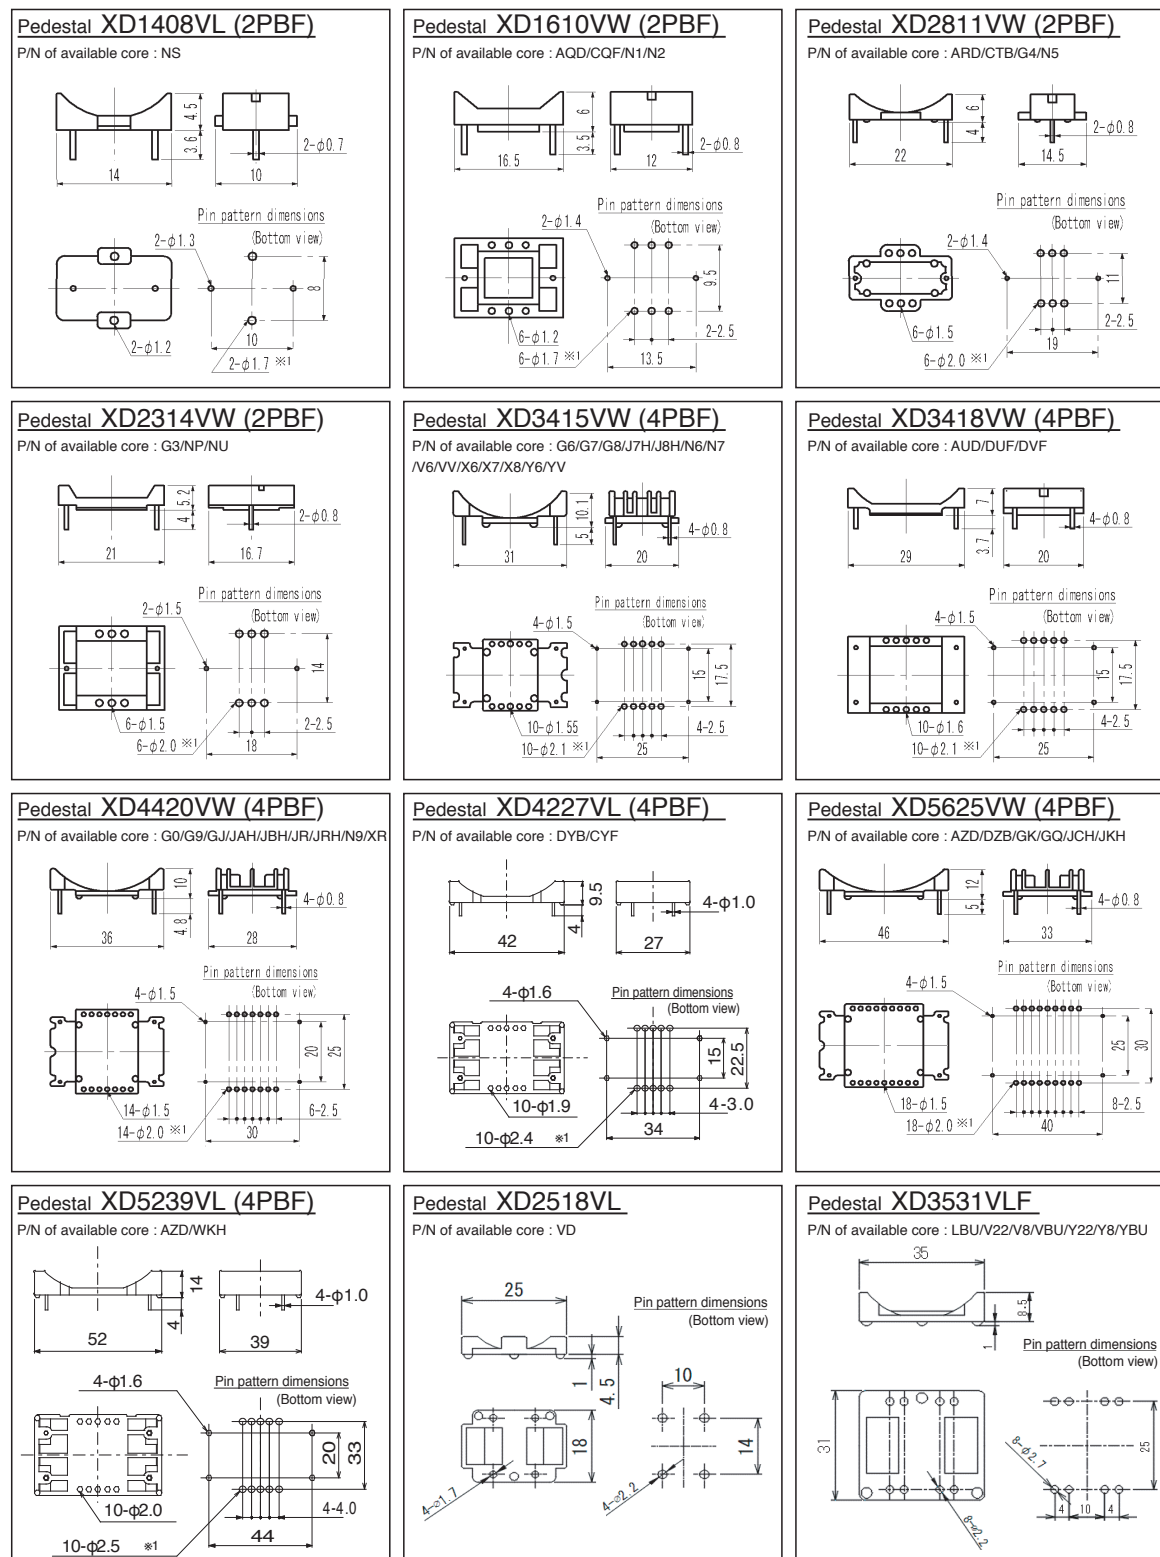 Pedestal XD1408VL (2PBF)
P/N of available core : NS
4.5
3.6
2-φ0.7
14
10
Pin pattern dimensions
(Bottom view)
2-φ1.3
8
2-φ1.2
10
2-φ1.7 ※1
Pedestal XD1610VW (2PBF)
P/N of available core : AQD/CQF/N1/N2
6
3.5
16.5
12
2-φ0.8
Pin pattern dimensions
(Bottom view)
2-φ1.4
9.5
6-φ1.2
2-2.5
6-φ1.7 ※1
13.5
Pedestal XD2811VW (2PBF)
P/N of available core : ARD/CTB/G4/N5
6
4
2-φ0.8
22
14.5
Pin pattern dimensions
(Bottom view)
2-φ1.4
11
6-φ1.5
2-2.5
19
6-φ2.0 ※1
Pedestal XD2314VW (2PBF)
P/N of available core : G3/NP/NU
5.2
4
2-φ0.8
21
16.7
Pin pattern dimensions
(Bottom view)
2-φ1.5
14
6-φ1.5
2-2.5
6-φ2.0 ※1
18
Pedestal XD3415VW (4PBF)
P/N of available core : G6/G7/G8/J7H/J8H/N6/N7
/V6/VV/X6/X7/X8/Y6/YV
10.1
5
4-φ0.8
31
20
Pin pattern dimensions
(Bottom view)
4-φ1.5
15
17.5
10-φ1.55
4-2.5
10-φ2.1 ※1
25
Pedestal XD3418VW (4PBF)
P/N of available core : AUD/DUF/DVF
7
3.7
4-φ0.8
29
20
Pin pattern dimensions
(Bottom view)
4-φ1.5
15
17.5
10-φ1.6
4-2.5
10-φ2.1 ※1
25
Pedestal XD4420VW (4PBF)
P/N of available core : G0/G9/GJ/JAH/JBH/JR/JRH/N9/XR
10
4.8
4-φ0.8
36
28
Pin pattern dimensions
(Bottom view)
4-φ1.5
20
25
14-φ1.5
6-2.5
14-φ2.0 ※1
30
Pedestal XD4227VL (4PBF)
P/N of available core : DYB/CYF
9.5
4
4-φ1.0
42
27
4-φ1.6
Pin pattern dimensions
(Bottom view)
15
22.5
10-φ1.9
4-3.0
34
10-φ2.4 ※1
Pedestal XD5625VW (4PBF)
P/N of available core : AZD/DZB/GK/GQ/JCH/JKH
12
5
4-φ0.8
46
33
Pin pattern dimensions
(Bottom view)
4-φ1.5
25
30
18-φ1.5
8-2.5
18-φ2.0 ※1
40
Pedestal XD5239VL (4PBF)
P/N of available core : AZD/WKH
14
4
4-φ1.0
52
39
4-φ1.6
Pin pattern dimensions
(Bottom view)
20
33
10-φ2.0
4-4.0
44
10-φ2.5 ※1
Pedestal XD2518VL
P/N of available core : VD
25
Pin pattern dimensions
(Bottom view)
1
4.5
10
18
14
4-⌀1.7
4-⌀2.2
Pedestal XD3531VLF
P/N of available core : LBU/V22/V8/VBU/Y22/Y8/YBU
35
8.5
1
Pin pattern dimensions
(Bottom view)
31
25
8-⌀2.7
4
10
4
8-⌀2.2